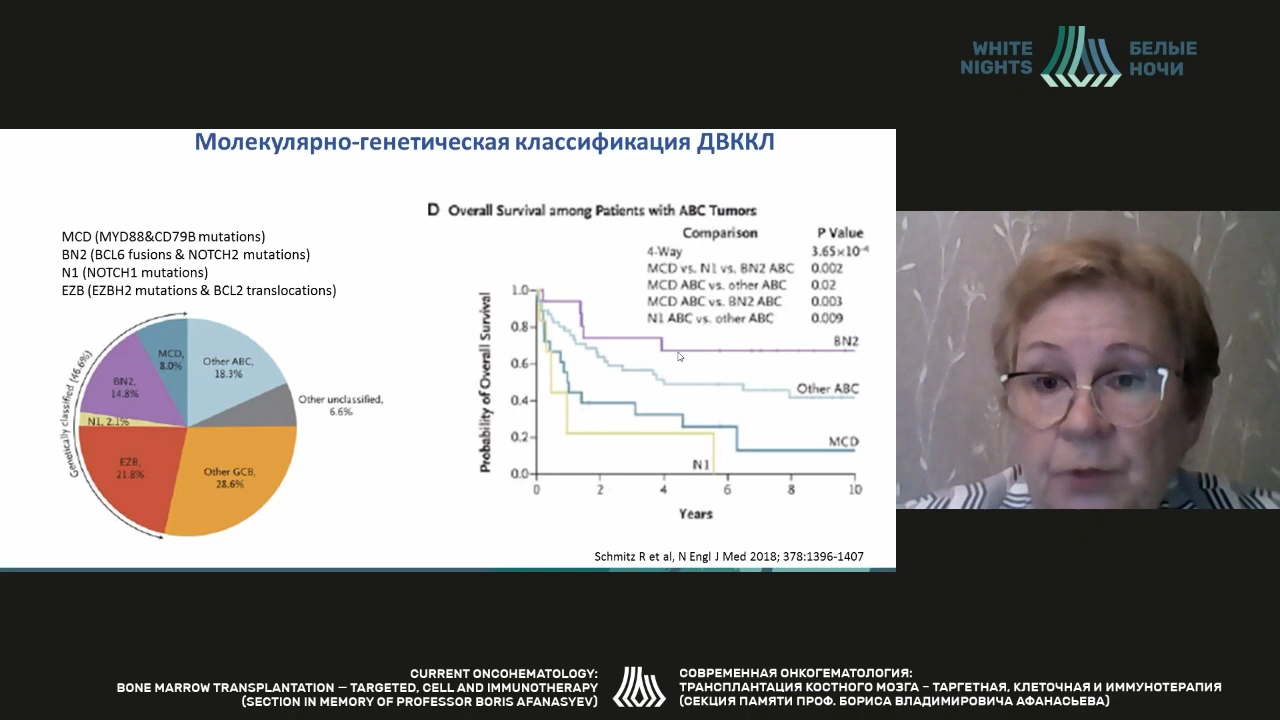 WHITE
NIGHTS
БЕЛЫЕ
НОЧИ
Молекулярно-генетическая классификация ДВККЛ
MCD (MYD88&CD79B mutations)
BN2 (BCL6 fusions & NOTCH2 mutations)
N1 (NOTCH1 mutations)
EZB (EZBH2 mutations & BCL2 translocations)
Genetically classified (46.6%)
MCD,
8.0%
Other ABC,
18.3%
BN2,
14.8%
Other unclassified,
6.6%
N1, 2.1%
EZB,
21.8%
Other GCB,
28.6%
D Overall Survival among Patients with ABC Tumors
Comparison P Value
4-Way 3.65×10⁻⁴
MCD vs. N1 vs. BN2 ABC 0.002
MCD ABC vs. other ABC 0.02
MCD ABC vs. BN2 ABC 0.003
N1 ABC vs. other ABC 0.009
Probability of Overall Survival
1.0
0.8
0.6
0.4
0.2
0.0
BN2
Other ABC
MCD
N1
0 2 4 6 8 10
Years
Schmitz R et al, N Engl J Med 2018; 378:1396-1407
CURRENT ONCOHEMATOLOGY:
BONE MARROW TRANSPLANTATION – TARGETED, CELL AND IMMUNOTHERAPY
(SECTION IN MEMORY OF PROFESSOR BORIS AFANASYEV)
СОВРЕМЕННАЯ ОНКОГЕМАТОЛОГИЯ:
ТРАНСПЛАНТАЦИЯ КОСТНОГО МОЗГА – ТАРГЕТНАЯ, КЛЕТОЧНАЯ И ИММУНОТЕРАПИЯ
(СЕКЦИЯ ПАМЯТИ ПРОФ. БОРИСА ВЛАДИМИРОВИЧА АФАНАСЬЕВА)